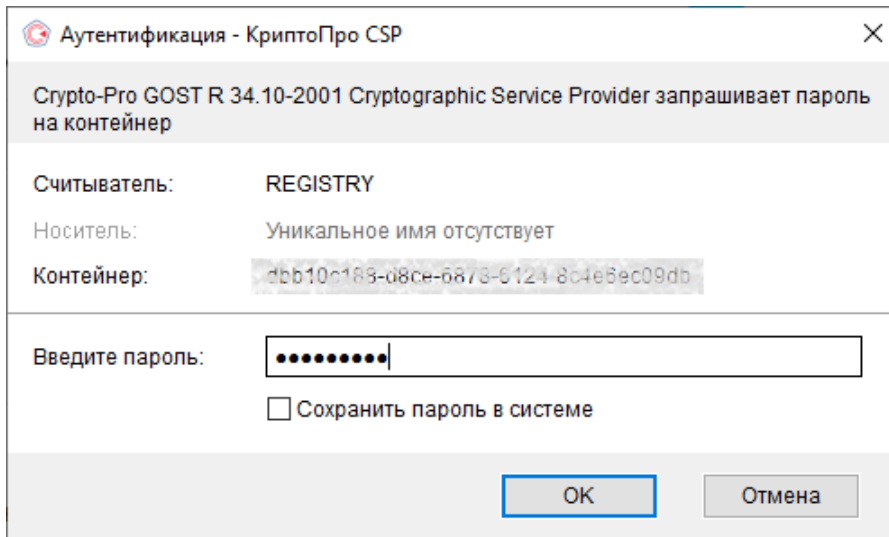 Аутентификация - КриптоПро CSP
Crypto-Pro GOST R 34.10-2001 Cryptographic Service Provider запрашивает пароль
на контейнер
Считыватель: REGISTRY
Носитель: Уникальное имя отсутствует
Контейнер:
Введите пароль: •••••••••
Сохранить пароль в системе
OK Отмена